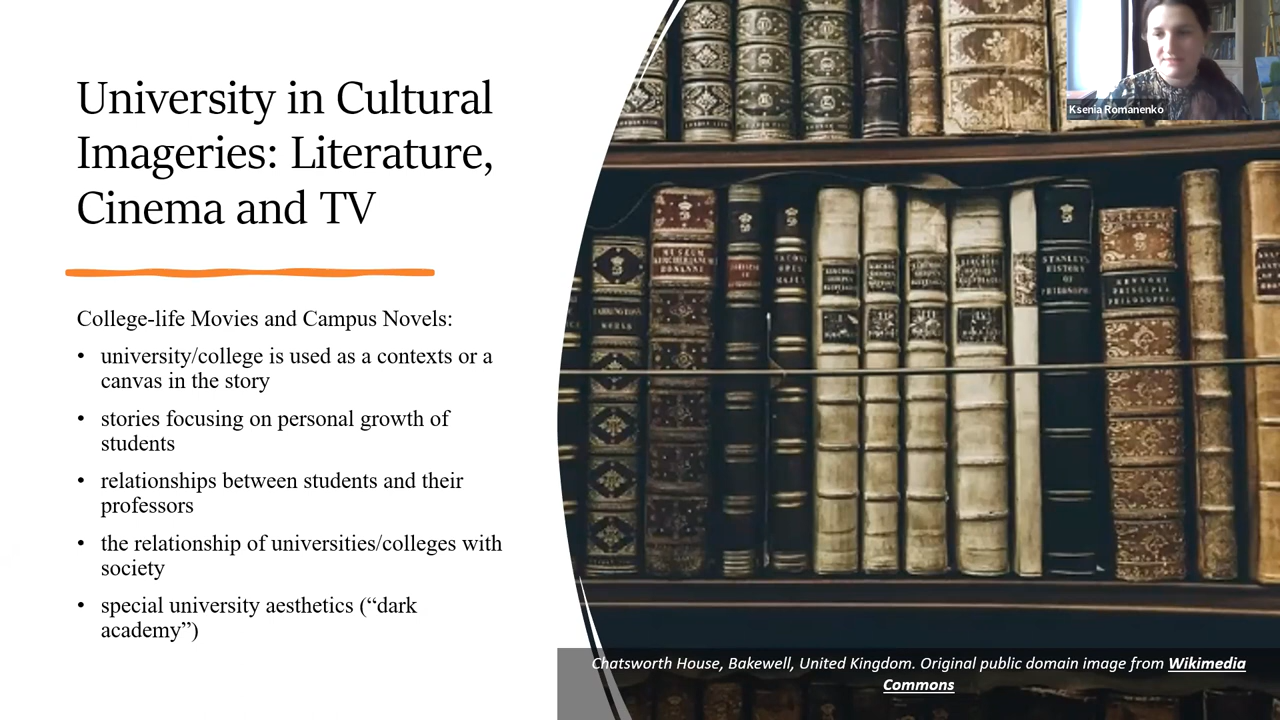 University in Cultural
Imageries: Literature,
Cinema and TV
College-life Movies and Campus Novels:
• university/college is used as a contexts or a
canvas in the story
• stories focusing on personal growth of
students
• relationships between students and their
professors
• the relationship of universities/colleges with
society
• special university aesthetics (“dark
academy”)
Ksenia Romanenko
STANLEY'S
HISTORY
OF
Chatsworth House, Bakewell, United Kingdom. Original public domain image from Wikimedia
Commons